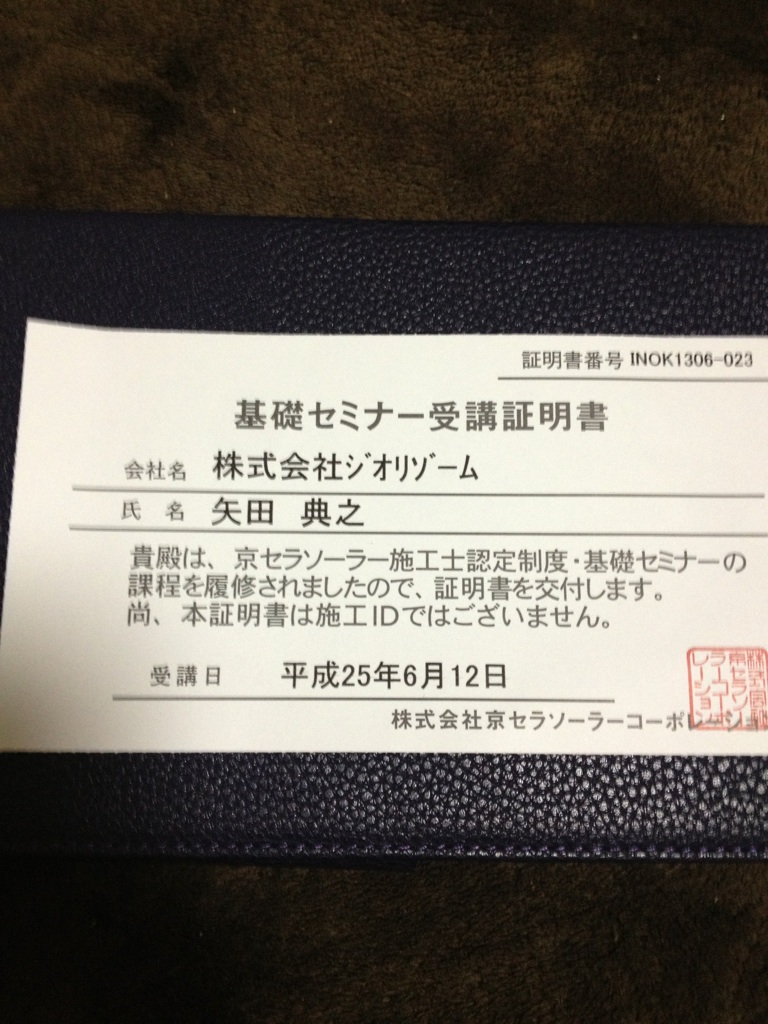 証明書番号 INOK1306-023
基礎セミナー受講証明書
会社名 株式会社ｼﾞｵﾘｿﾞｰﾑ
氏 名 矢田 典之
貴殿は、京セラソーラー施工士認定制度・基礎セミナーの
課程を履修されましたので、証明書を交付します。
尚、本証明書は施工IDではございません。
受講日 平成25年6月12日
株式会社京セラソーラーコーポレーショ